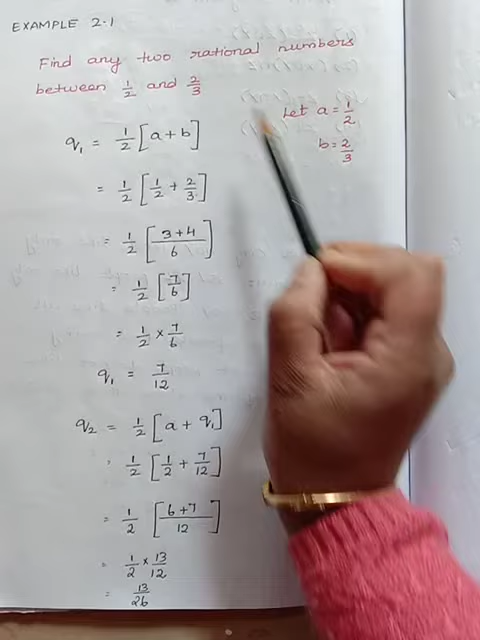 EXAMPLE 2.1
Find any two rational numbers
between 1/2 and 2/3
Let a = 1/2
b = 2/3
q₁ = 1/2 [a + b]
= 1/2 [1/2 + 2/3]
= 1/2 [(3+4)/6]
= 1/2 [7/6]
= 1/2 × 7/6
q₁ = 7/12
q₂ = 1/2 [a + q₁]
= 1/2 [1/2 + 7/12]
= 1/2 [(6+7)/12]
= 1/2 × 13/12
= 13/26